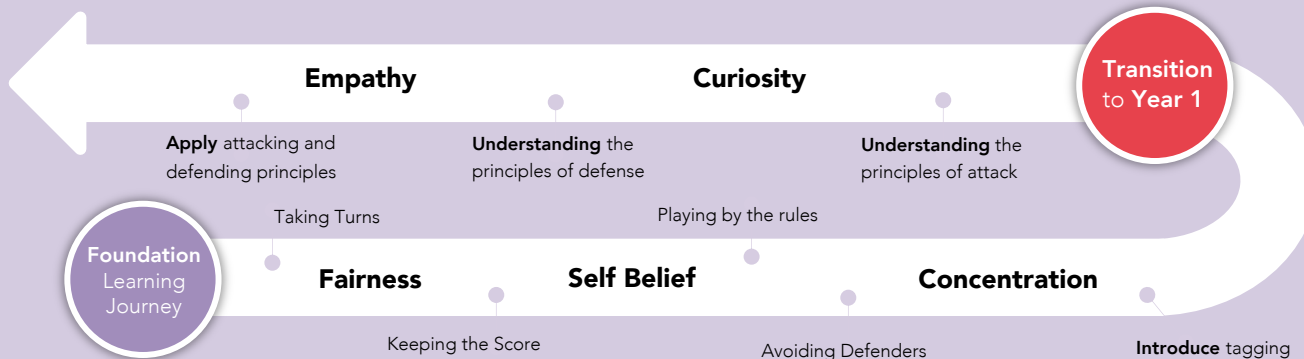 Empathy
Curiosity
Transition
to Year 1
Apply attacking and
defending principles
Understanding the
principles of defense
Understanding the
principles of attack
Taking Turns
Playing by the rules
Foundation
Learning
Journey
Fairness
Self Belief
Concentration
Keeping the Score
Avoiding Defenders
Introduce tagging